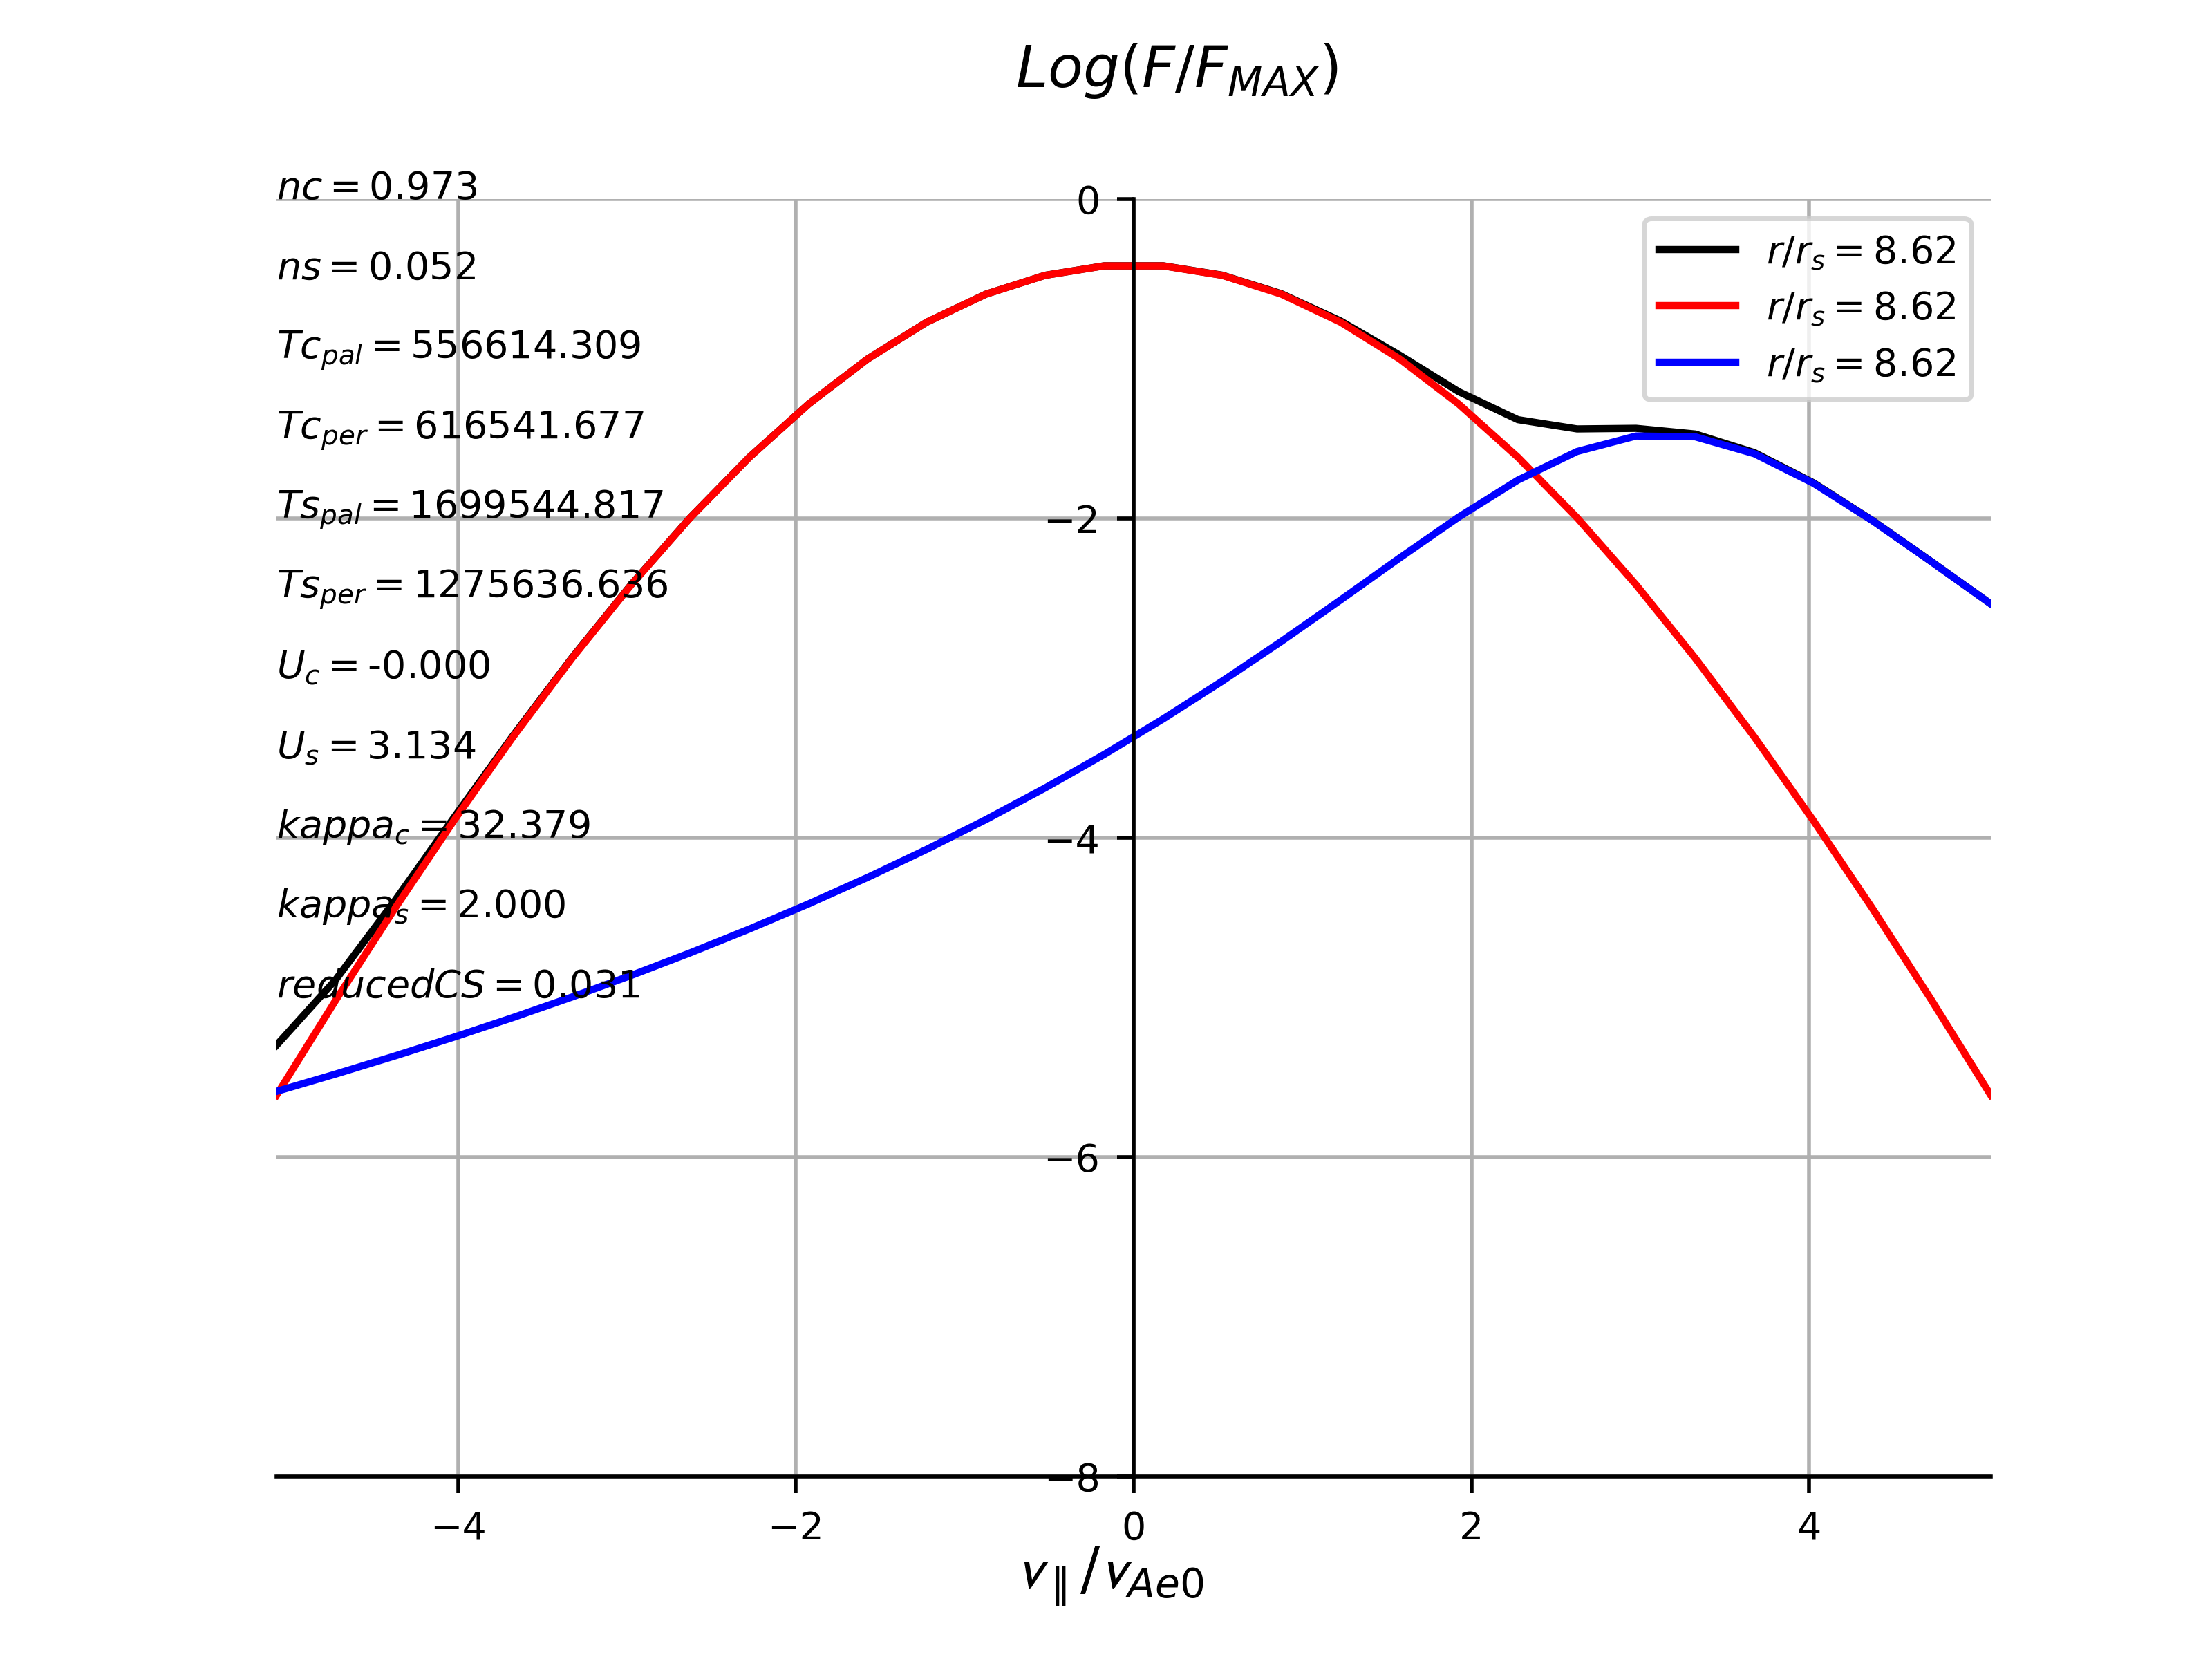 Log(F/F_MAX)
nc = 0.973
ns = 0.052
Tc_pal = 556614.309
Tc_per = 616541.677
Ts_pal = 1699544.817
Ts_per = 1275636.636
U_c = -0.000
U_s = 3.134
kappa_c = 32.379
kappa_s = 2.000
reducedCS = 0.031
0
−2
−4
−6
−8
r/r_s = 8.62
r/r_s = 8.62
r/r_s = 8.62
−4 −2 0 2 4
v_∥/v_Ae0